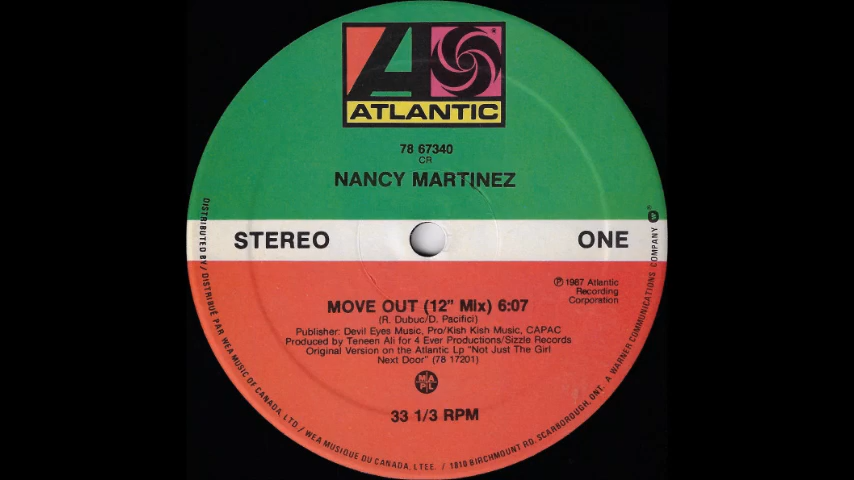 ATLANTIC
78 67340
CR
NANCY MARTINEZ
STEREO
ONE
℗ 1987 Atlantic
Recording
Corporation
MOVE OUT (12" Mix) 6:07
(R. Dubuc/D. Pacifici)
Publisher: Devil Eyes Music, Pro/Kish Kish Music, CAPAC
Produced by Teneen Ali for 4 Ever Productions/Sizzle Records
Original Version on the Atlantic Lp "Not Just The Girl
Next Door" (78 17201)
MA
PL
33 1/3 RPM
DISTRIBUTED BY / DISTRIBUÉ PAR WEA MUSIC OF CANADA, LTD / WEA MUSIQUE DU CANADA, LTEE. / 1810 BIRCHMOUNT RD. SCARBOROUGH, ONT. A WARNER COMMUNICATIONS COMPANY W ®